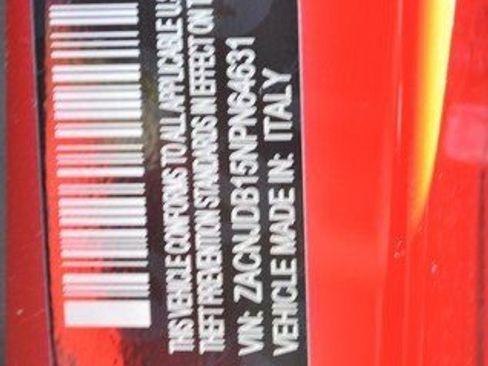 THIS VEHICLE CONFORMS TO ALL APPLICABLE U.S.
THEFT PREVENTION STANDARDS IN EFFECT ON T
VIN: ZACNJDB15NPN64631
VEHICLE MADE IN: ITALY